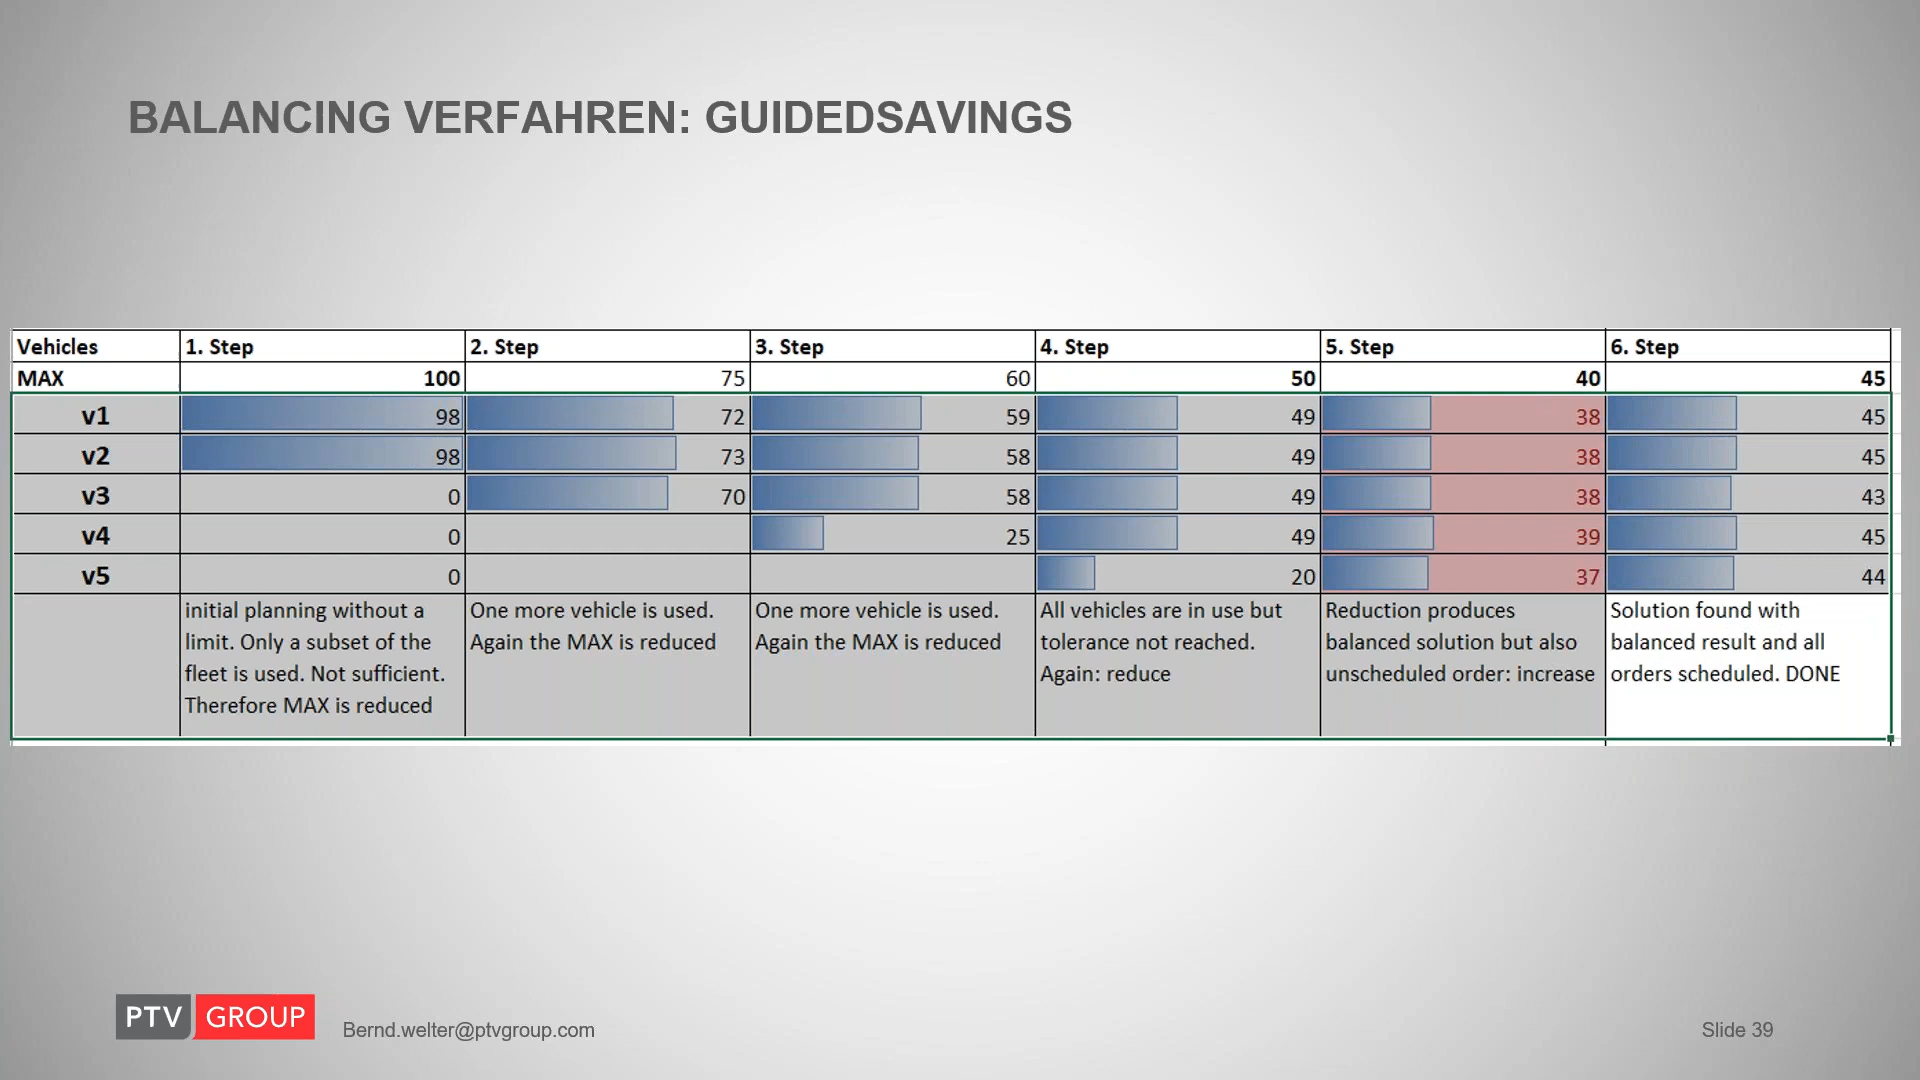 BALANCING VERFAHREN: GUIDEDSAVINGS
Vehicles 1. Step 2. Step 3. Step 4. Step 5. Step 6. Step
MAX 100 75 60 50 40 45
v1 98 72 59 49 38 45
v2 98 73 58 49 38 45
v3 0 70 58 49 38 43
v4 0 25 49 39 45
v5 0 20 37 44
initial planning without a
limit. Only a subset of the
fleet is used. Not sufficient.
Therefore MAX is reduced
One more vehicle is used.
Again the MAX is reduced
One more vehicle is used.
Again the MAX is reduced
All vehicles are in use but
tolerance not reached.
Again: reduce
Reduction produces
balanced solution but also
unscheduled order: increase
Solution found with
balanced result and all
orders scheduled. DONE
PTV GROUP
Bernd.welter@ptvgroup.com
Slide 39